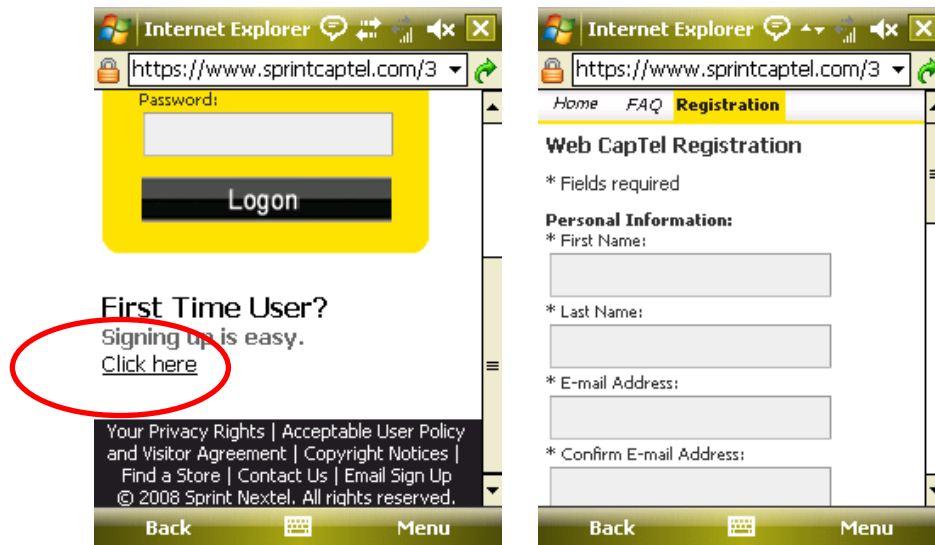 Internet Explorer
https://www.sprintcaptel.com/3
Password:
Logon
First Time User?
Signing up is easy.
Click here
Your Privacy Rights | Acceptable User Policy
and Visitor Agreement | Copyright Notices |
Find a Store | Contact Us | Email Sign Up
© 2008 Sprint Nextel. All rights reserved.
Back Menu
Internet Explorer
https://www.sprintcaptel.com/3
Home FAQ Registration
Web CapTel Registration
* Fields required
Personal Information:
* First Name:
* Last Name:
* E-mail Address:
* Confirm E-mail Address:
Back Menu